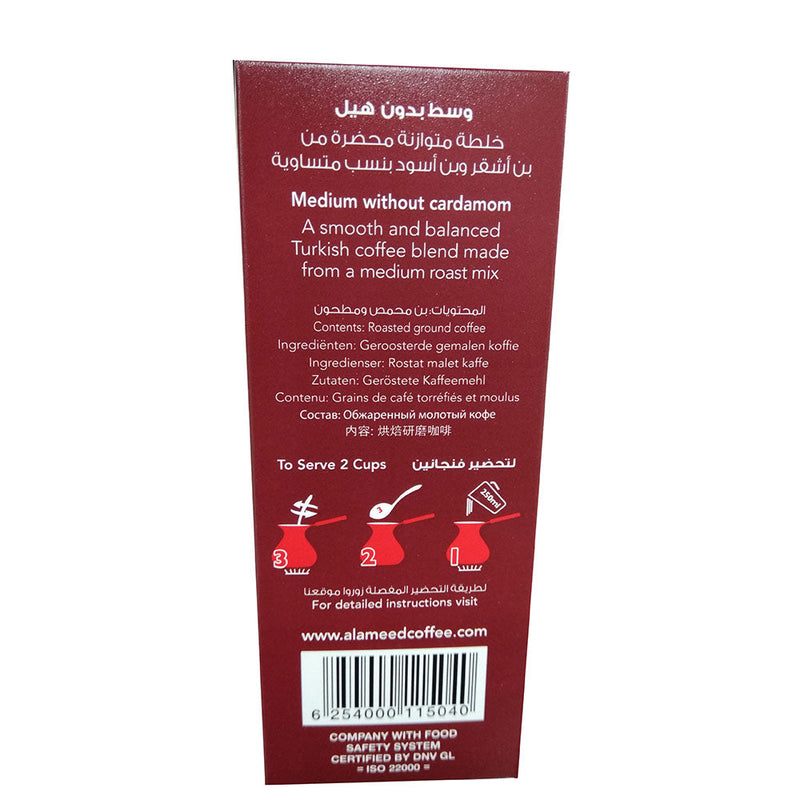 وسط بدون هيل
خلطة متوازنة محضرة من
بن أشقر وبن أسود بنسب متساوية
Medium without cardamom
A smooth and balanced
Turkish coffee blend made
from a medium roast mix
المحتويات: بن محمص ومطحون
Contents: Roasted ground coffee
Ingrediënten: Geroosterde gemalen koffie
Ingredienser: Rostat malet kaffe
Zutaten: Geröstete Kaffeemehl
Contenu: Grains de café torréfiés et moulus
Состав: Обжаренный молотый кофе
内容: 烘焙研磨咖啡
To Serve 2 Cups لتحضير فنجانين
250ml
3
3 2 1
لطريقة التحضير المفصلة زوروا موقعنا
For detailed instructions visit
www.alameedcoffee.com
6 254000 115040
COMPANY WITH FOOD
SAFETY SYSTEM
CERTIFIED BY DNV GL
= ISO 22000 =